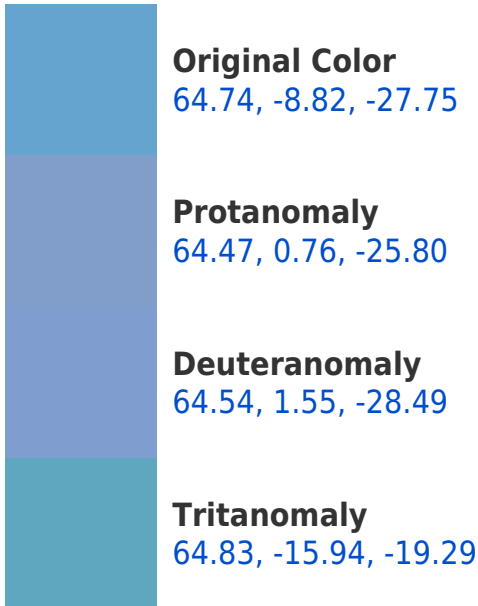 Original Color
64.74, -8.82, -27.75
Protanomaly
64.47, 0.76, -25.80
Deuteranomaly
64.54, 1.55, -28.49
Tritanomaly
64.83, -15.94, -19.29